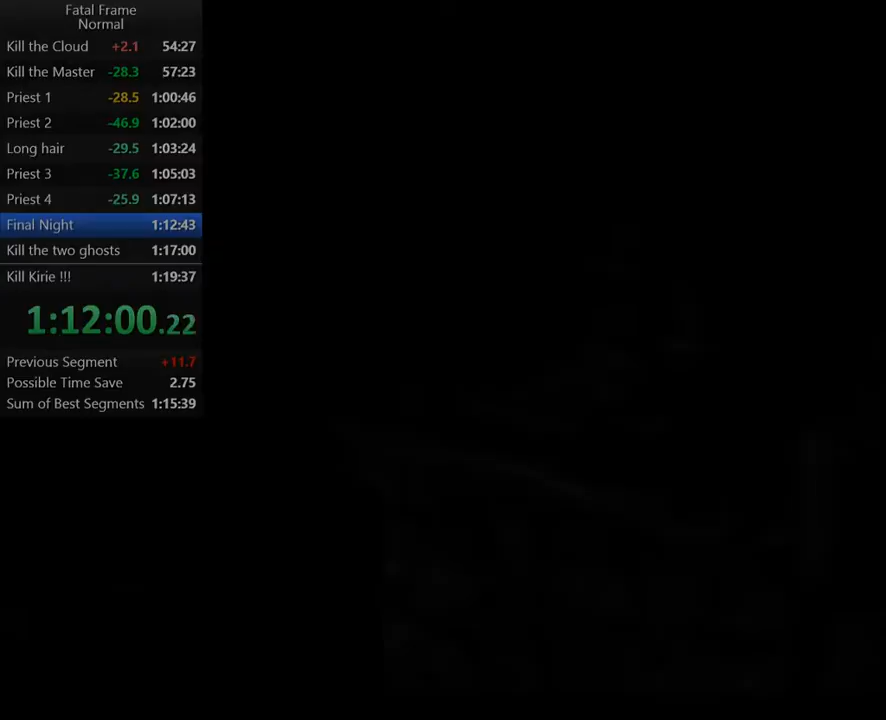 Fatal Frame
Normal
Kill the Cloud +2.1 54:27
Kill the Master -28.3 57:23
Priest 1 -28.5 1:00:46
Priest 2 -46.9 1:02:00
Long hair -29.5 1:03:24
Priest 3 -37.6 1:05:03
Priest 4 -25.9 1:07:13
Final Night 1:12:43
Kill the two ghosts 1:17:00
Kill Kirie !!! 1:19:37
1:12:00.22
Previous Segment +11.7
Possible Time Save 2.75
Sum of Best Segments 1:15:39